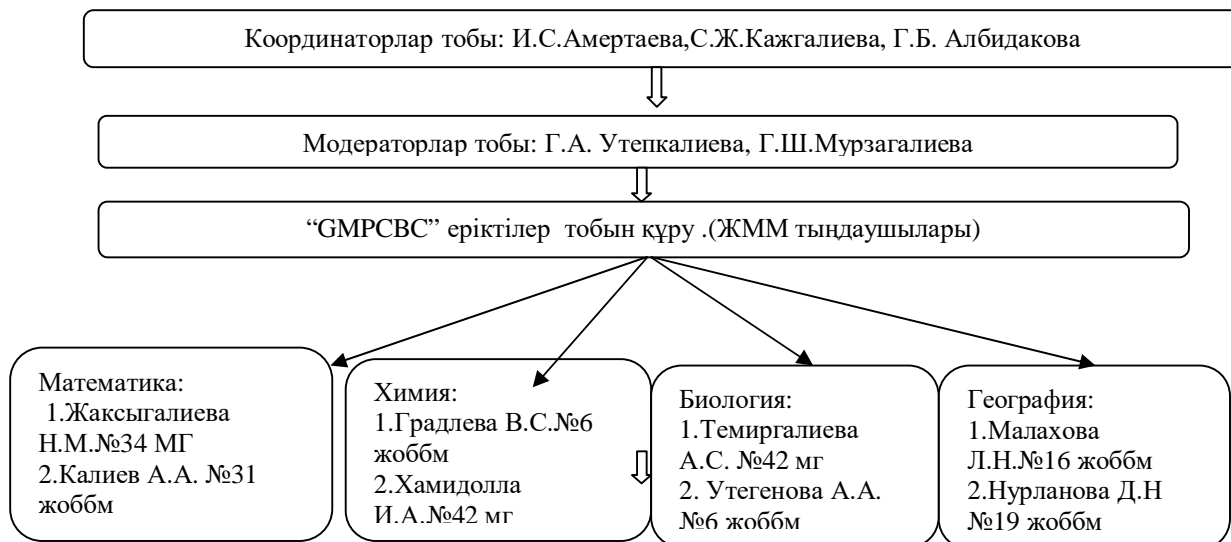 Координаторлар тобы: И.С.Амертаева,С.Ж.Кажгалиева, Г.Б. Албидакова
Модераторлар тобы: Г.А. Утепкалиева, Г.Ш.Мурзагалиева
“GMPCBC” еріктілер тобын құру .(ЖММ тыңдаушылары)
Математика:
1.Жаксыгалиева
Н.М.№34 МГ
2.Калиев А.А. №31
жоббм
Химия:
1.Градлева В.С.№6
жоббм
2.Хамидолла
И.А.№42 мг
Биология:
1.Темиргалиева
А.С. №42 мг
2. Утегенова А.А.
№6 жоббм
География:
1.Малахова
Л.Н.№16 жоббм
2.Нурланова Д.Н
№19 жоббм